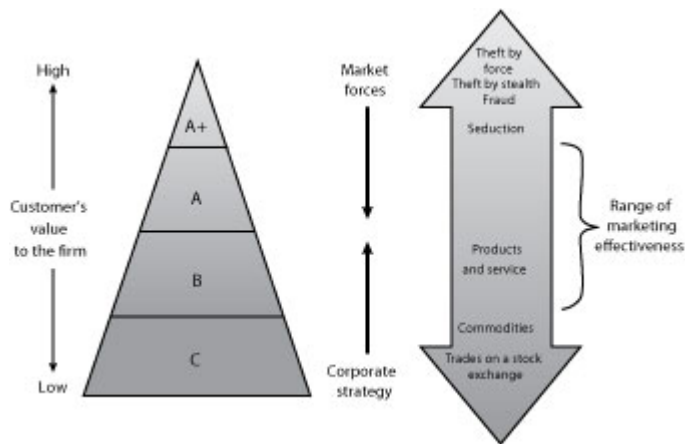 High
Customer's
value
to the firm
Low
A+
A
B
C
Market
forces
Corporate
strategy
Theft by
force
Theft by stealth
Fraud
Seduction
Products
and service
Commodities
Trades on a stock
exchange
Range of
marketing
effectiveness